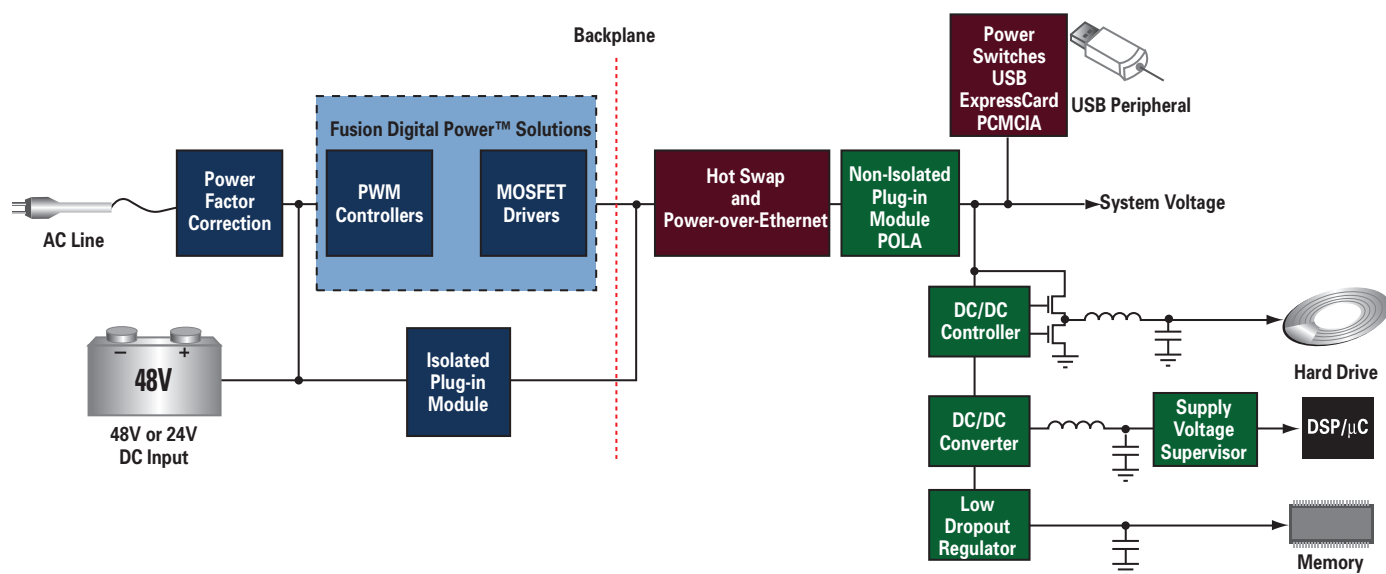 Backplane
Power
Switches
USB
ExpressCard
PCMCIA
USB Peripheral
Fusion Digital Power™ Solutions
Power
Factor
Correction
PWM
Controllers
MOSFET
Drivers
Hot Swap
and
Power-over-Ethernet
Non-Isolated
Plug-in
Module
POLA
System Voltage
AC Line
DC/DC
Controller
Hard Drive
– +
48V
48V or 24V
DC Input
Isolated
Plug-in
Module
DC/DC
Converter
Supply
Voltage
Supervisor
DSP/μC
Low
Dropout
Regulator
Memory